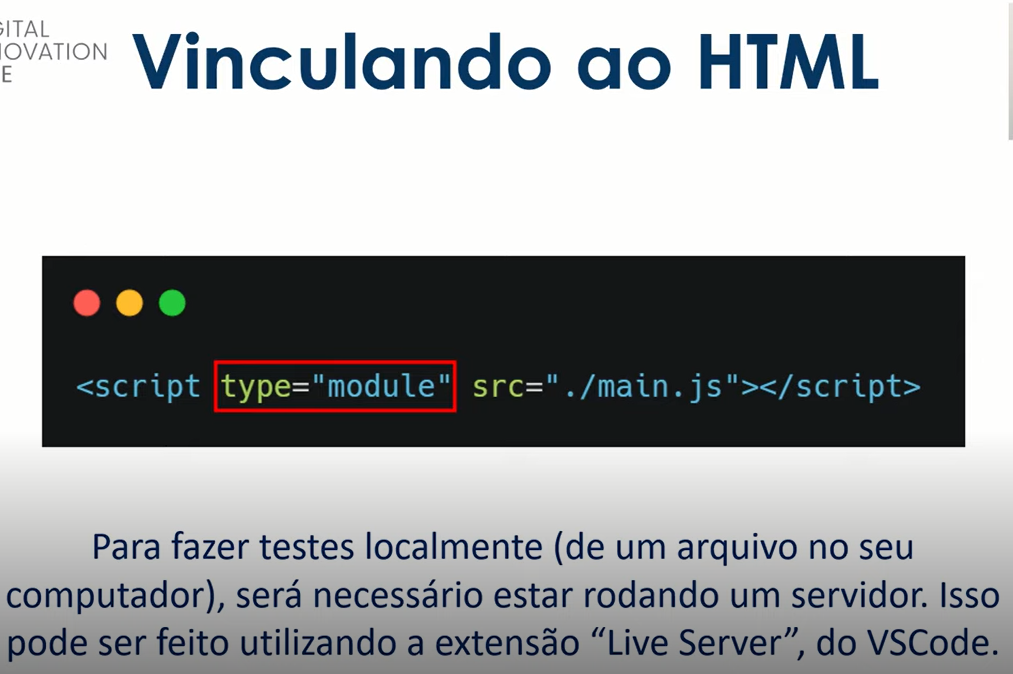 GITAL
NOVATION
E
Vinculando ao HTML
<script type="module" src="./main.js"></script>
Para fazer testes localmente (de um arquivo no seu
computador), será necessário estar rodando um servidor. Isso
pode ser feito utilizando a extensão “Live Server”, do VSCode.